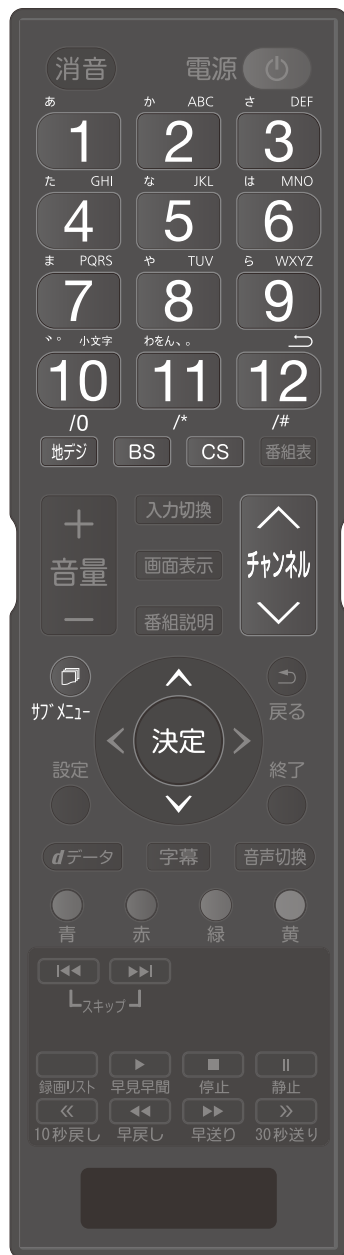 消音 電源
あ か ABC さ DEF
1 2 3
た GHI な JKL は MNO
4 5 6
ま PQRS や TUV ら WXYZ
7 8 9
゛゜ 小文字 わをん、。
10 11 12
/0 /* /#
地デジ BS CS 番組表
+ 入力切換
音量 画面表示 チャンネル
− 番組説明
サブメニュー 戻る
決定
設定 終了
dデータ 字幕 音声切換
青 赤 緑 黄
スキップ
録画リスト 早見早聞 停止 静止
10秒戻し 早戻し 早送り 30秒送り